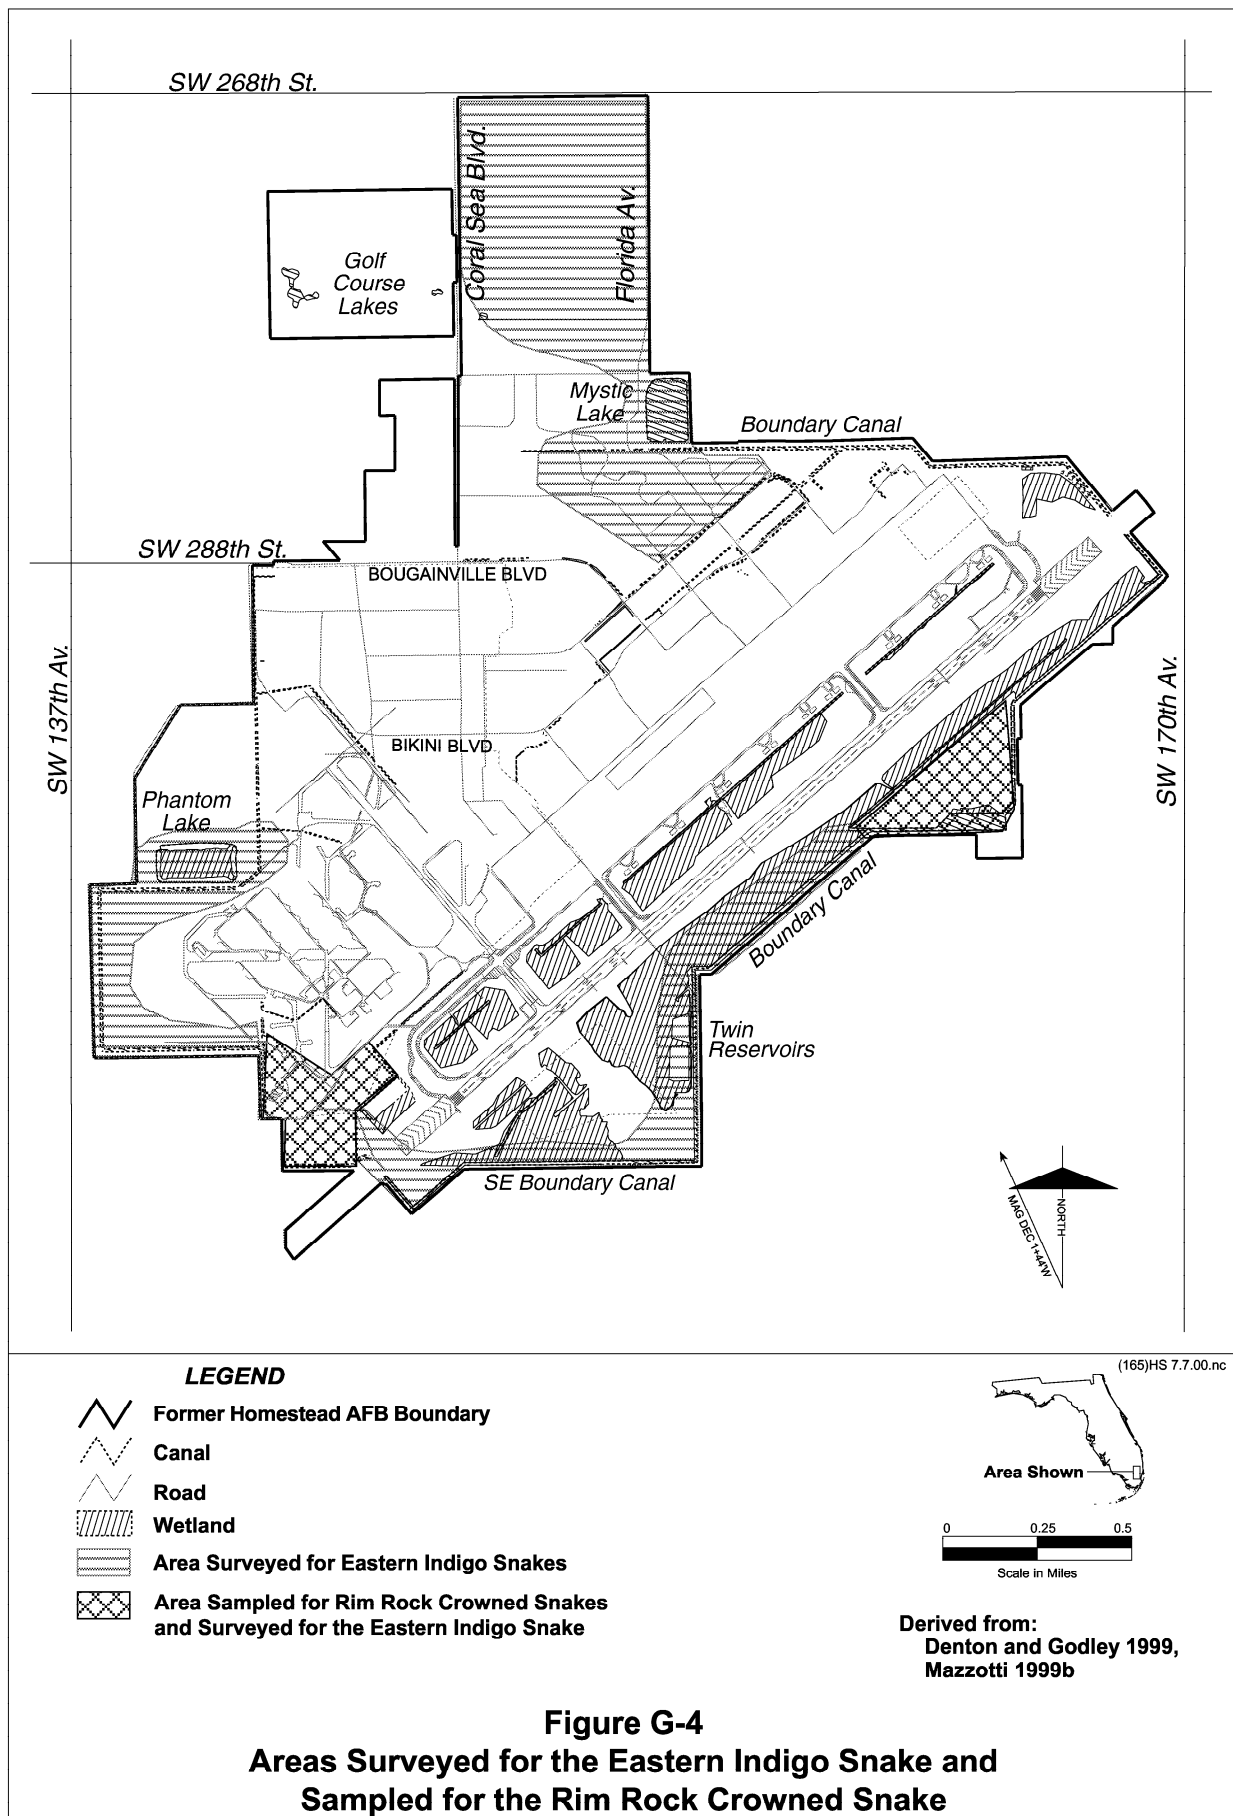 SW 268th St.
Coral Sea Blvd.
Florida Av.
Golf
Course
Lakes
Mystic
Lake
Boundary Canal
SW 288th St.
BOUGAINVILLE BLVD
SW 137th Av.
SW 170th Av.
BIKINI BLVD
Phantom
Lake
Boundary Canal
Twin
Reservoirs
SE Boundary Canal
NORTH
MAG DEC 1+44'W
(165)HS 7.7.00.nc
LEGEND
Former Homestead AFB Boundary
Canal
Road
Wetland
Area Surveyed for Eastern Indigo Snakes
Area Sampled for Rim Rock Crowned Snakes
and Surveyed for the Eastern Indigo Snake
Area Shown
0 0.25 0.5
Scale in Miles
Derived from:
Denton and Godley 1999,
Mazzotti 1999b
Figure G-4
Areas Surveyed for the Eastern Indigo Snake and
Sampled for the Rim Rock Crowned Snake